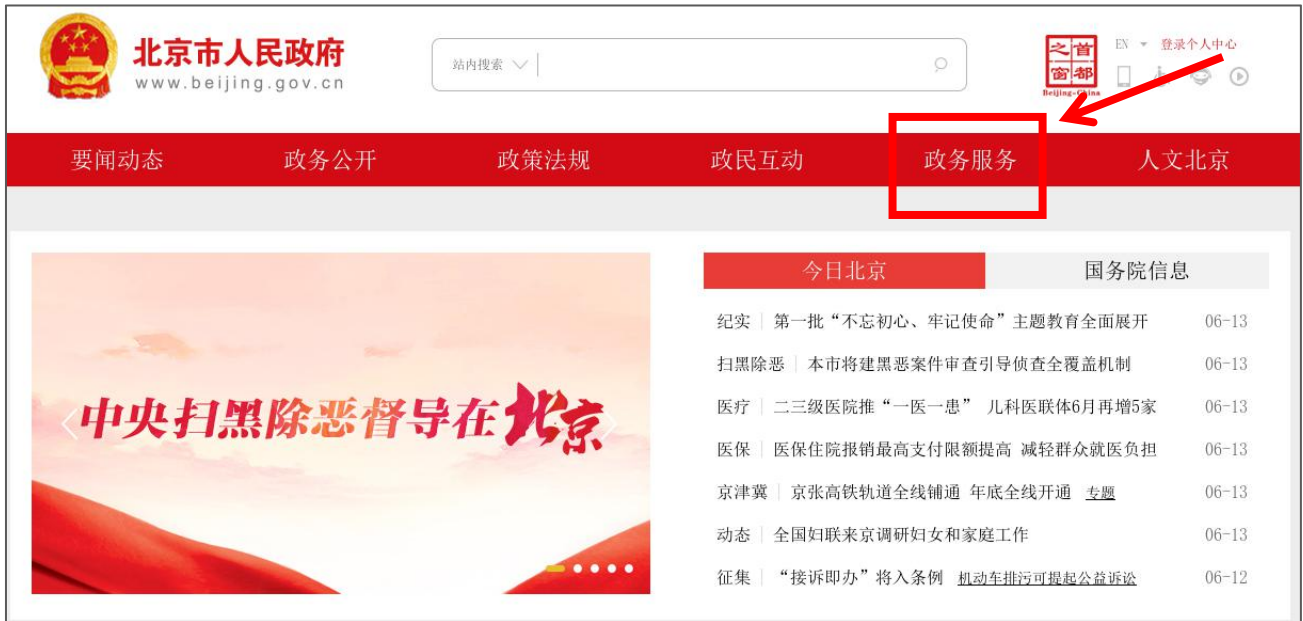 北京市人民政府
www.beijing.gov.cn
站内搜索
首都之窗
Beijing-China
EN 登录个人中心
要闻动态 政务公开 政策法规 政民互动 政务服务 人文北京
中央扫黑除恶督导在北京
今日北京 国务院信息
纪实 第一批“不忘初心、牢记使命”主题教育全面展开 06-13
扫黑除恶 本市将建黑恶案件审查引导侦查全覆盖机制 06-13
医疗 二三级医院推“一医一患” 儿科医联体6月再增5家 06-13
医保 医保住院报销最高支付限额提高 减轻群众就医负担 06-13
京津冀 京张高铁轨道全线铺通 年底全线开通 专题 06-13
动态 全国妇联来京调研妇女和家庭工作 06-13
征集 “接诉即办”将入条例 机动车排污可提起公益诉讼 06-12